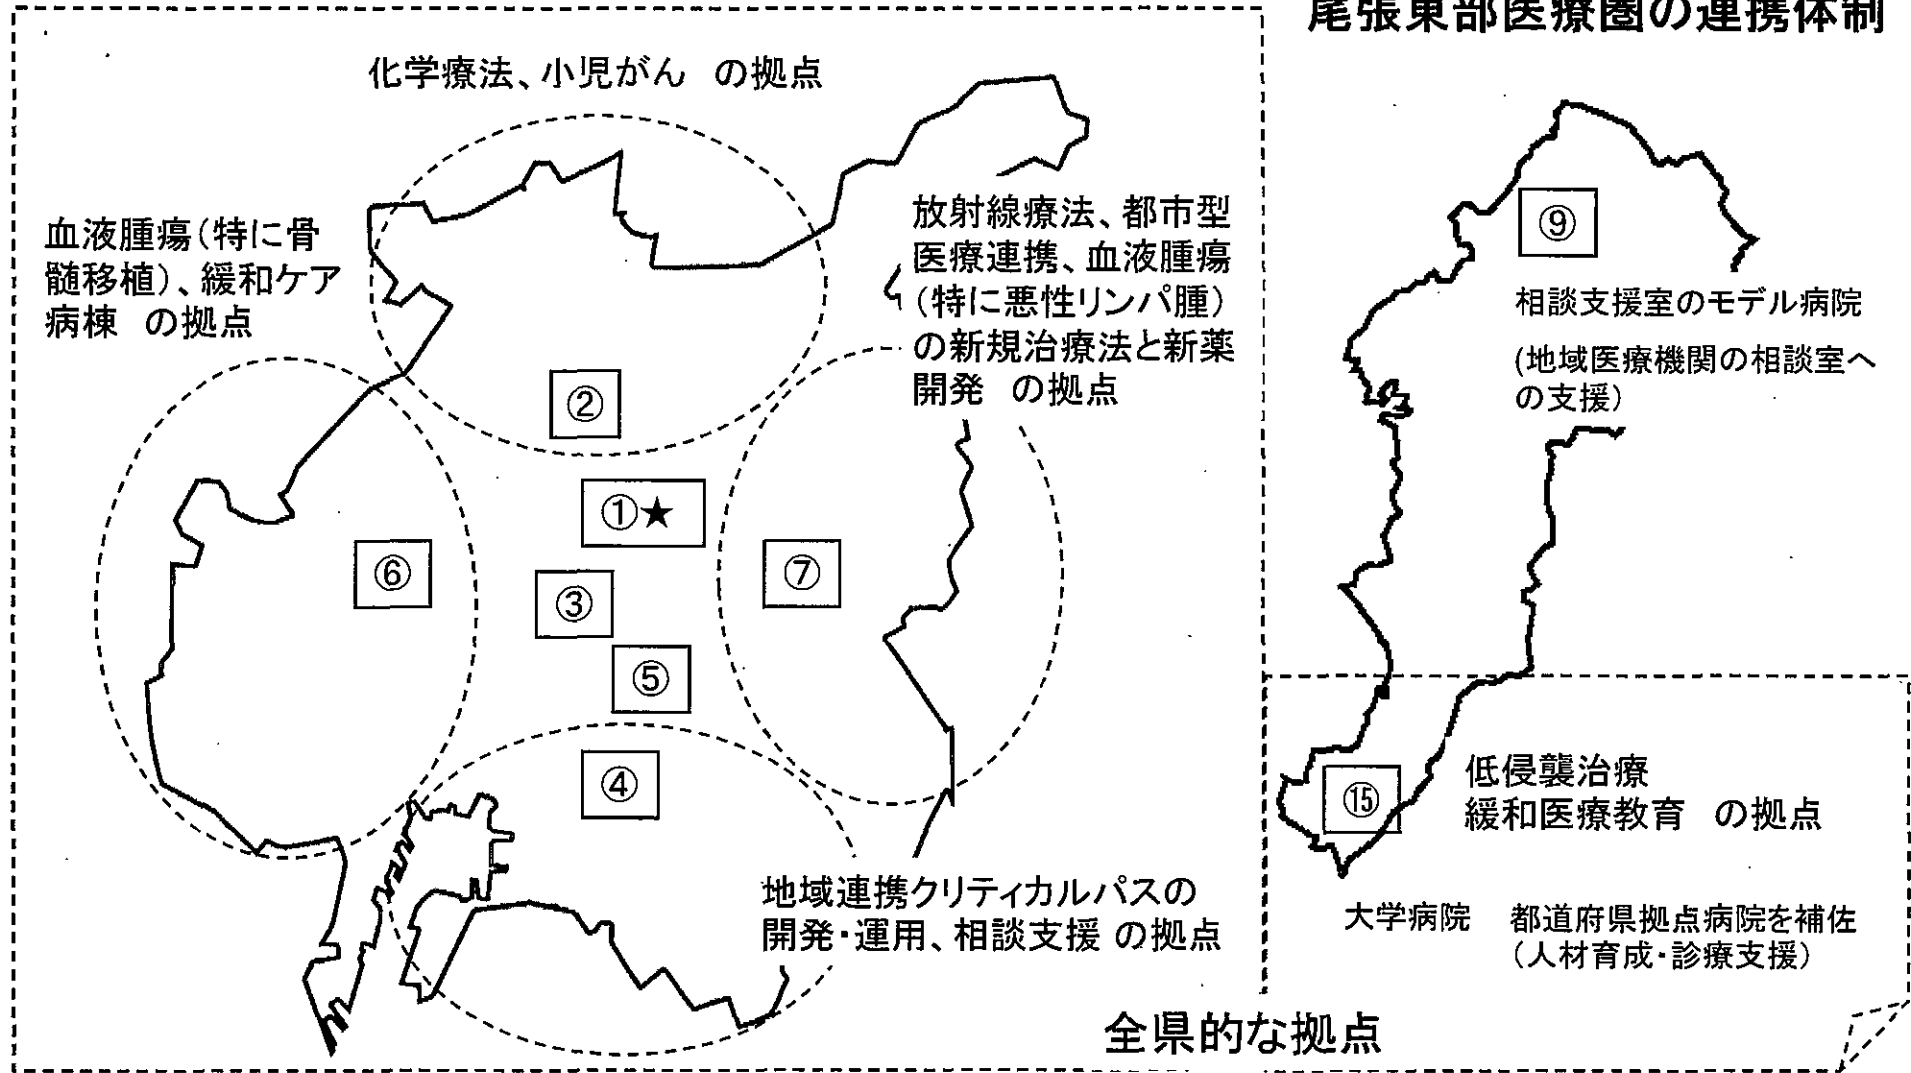 尾張東部医療圏の連携体制
化学療法、小児がん　の拠点
血液腫瘍（特に骨
髄移植）、緩和ケア
病棟　の拠点
放射線療法、都市型
医療連携、血液腫瘍
（特に悪性リンパ腫）
の新規治療法と新薬
開発　の拠点
②
①★
⑥
③
⑦
⑤
④
地域連携クリティカルパスの
開発・運用、相談支援 の拠点
⑨
相談支援室のモデル病院
(地域医療機関の相談室へ
の支援）
⑮
低侵襲治療
緩和医療教育　の拠点
大学病院　都道府県拠点病院を補佐
（人材育成・診療支援）
全県的な拠点